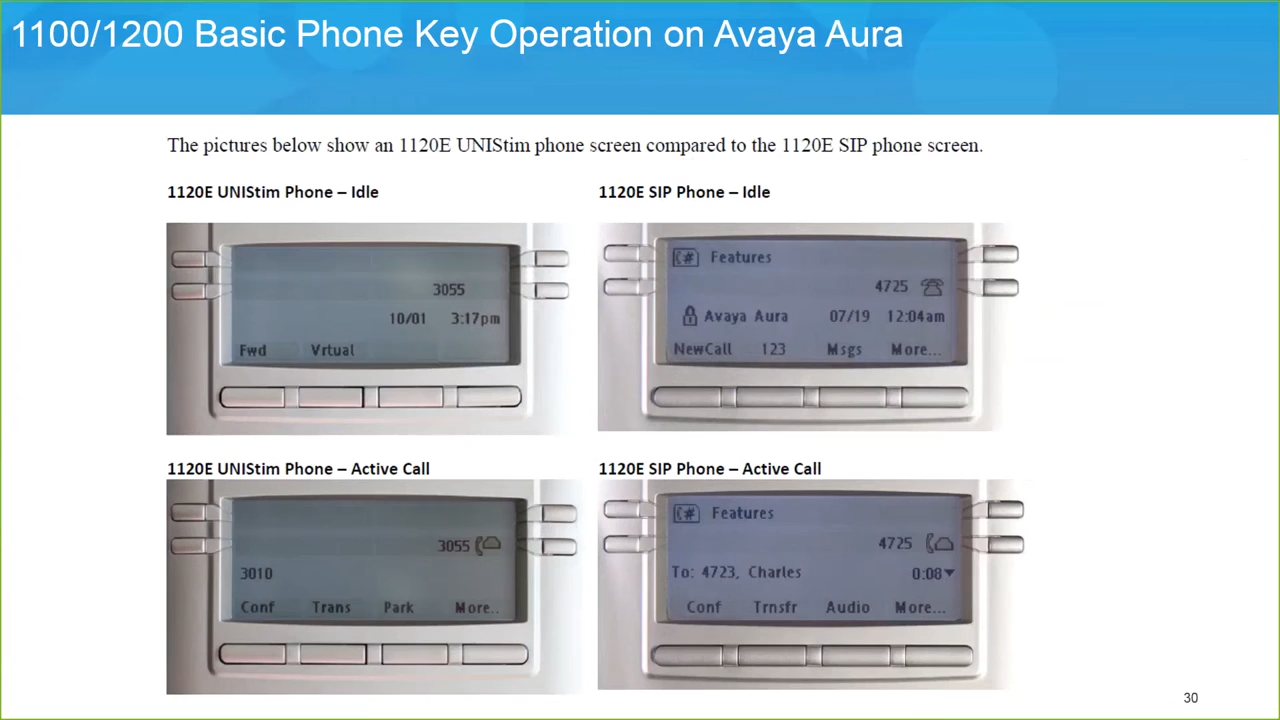 1100/1200 Basic Phone Key Operation on Avaya Aura
The pictures below show an 1120E UNIStim phone screen compared to the 1120E SIP phone screen.
1120E UNIStim Phone – Idle
3055
10/01 3:17pm
Fwd Vrtual
1120E SIP Phone – Idle
(# Features
4725
Avaya Aura 07/19 12:04am
NewCall 123 Msgs More...
1120E UNIStim Phone – Active Call
3055
3010
Conf Trans Park More..
1120E SIP Phone – Active Call
(# Features
4725
To: 4723, Charles 0:08
Conf Trnsfr Audio More...
30